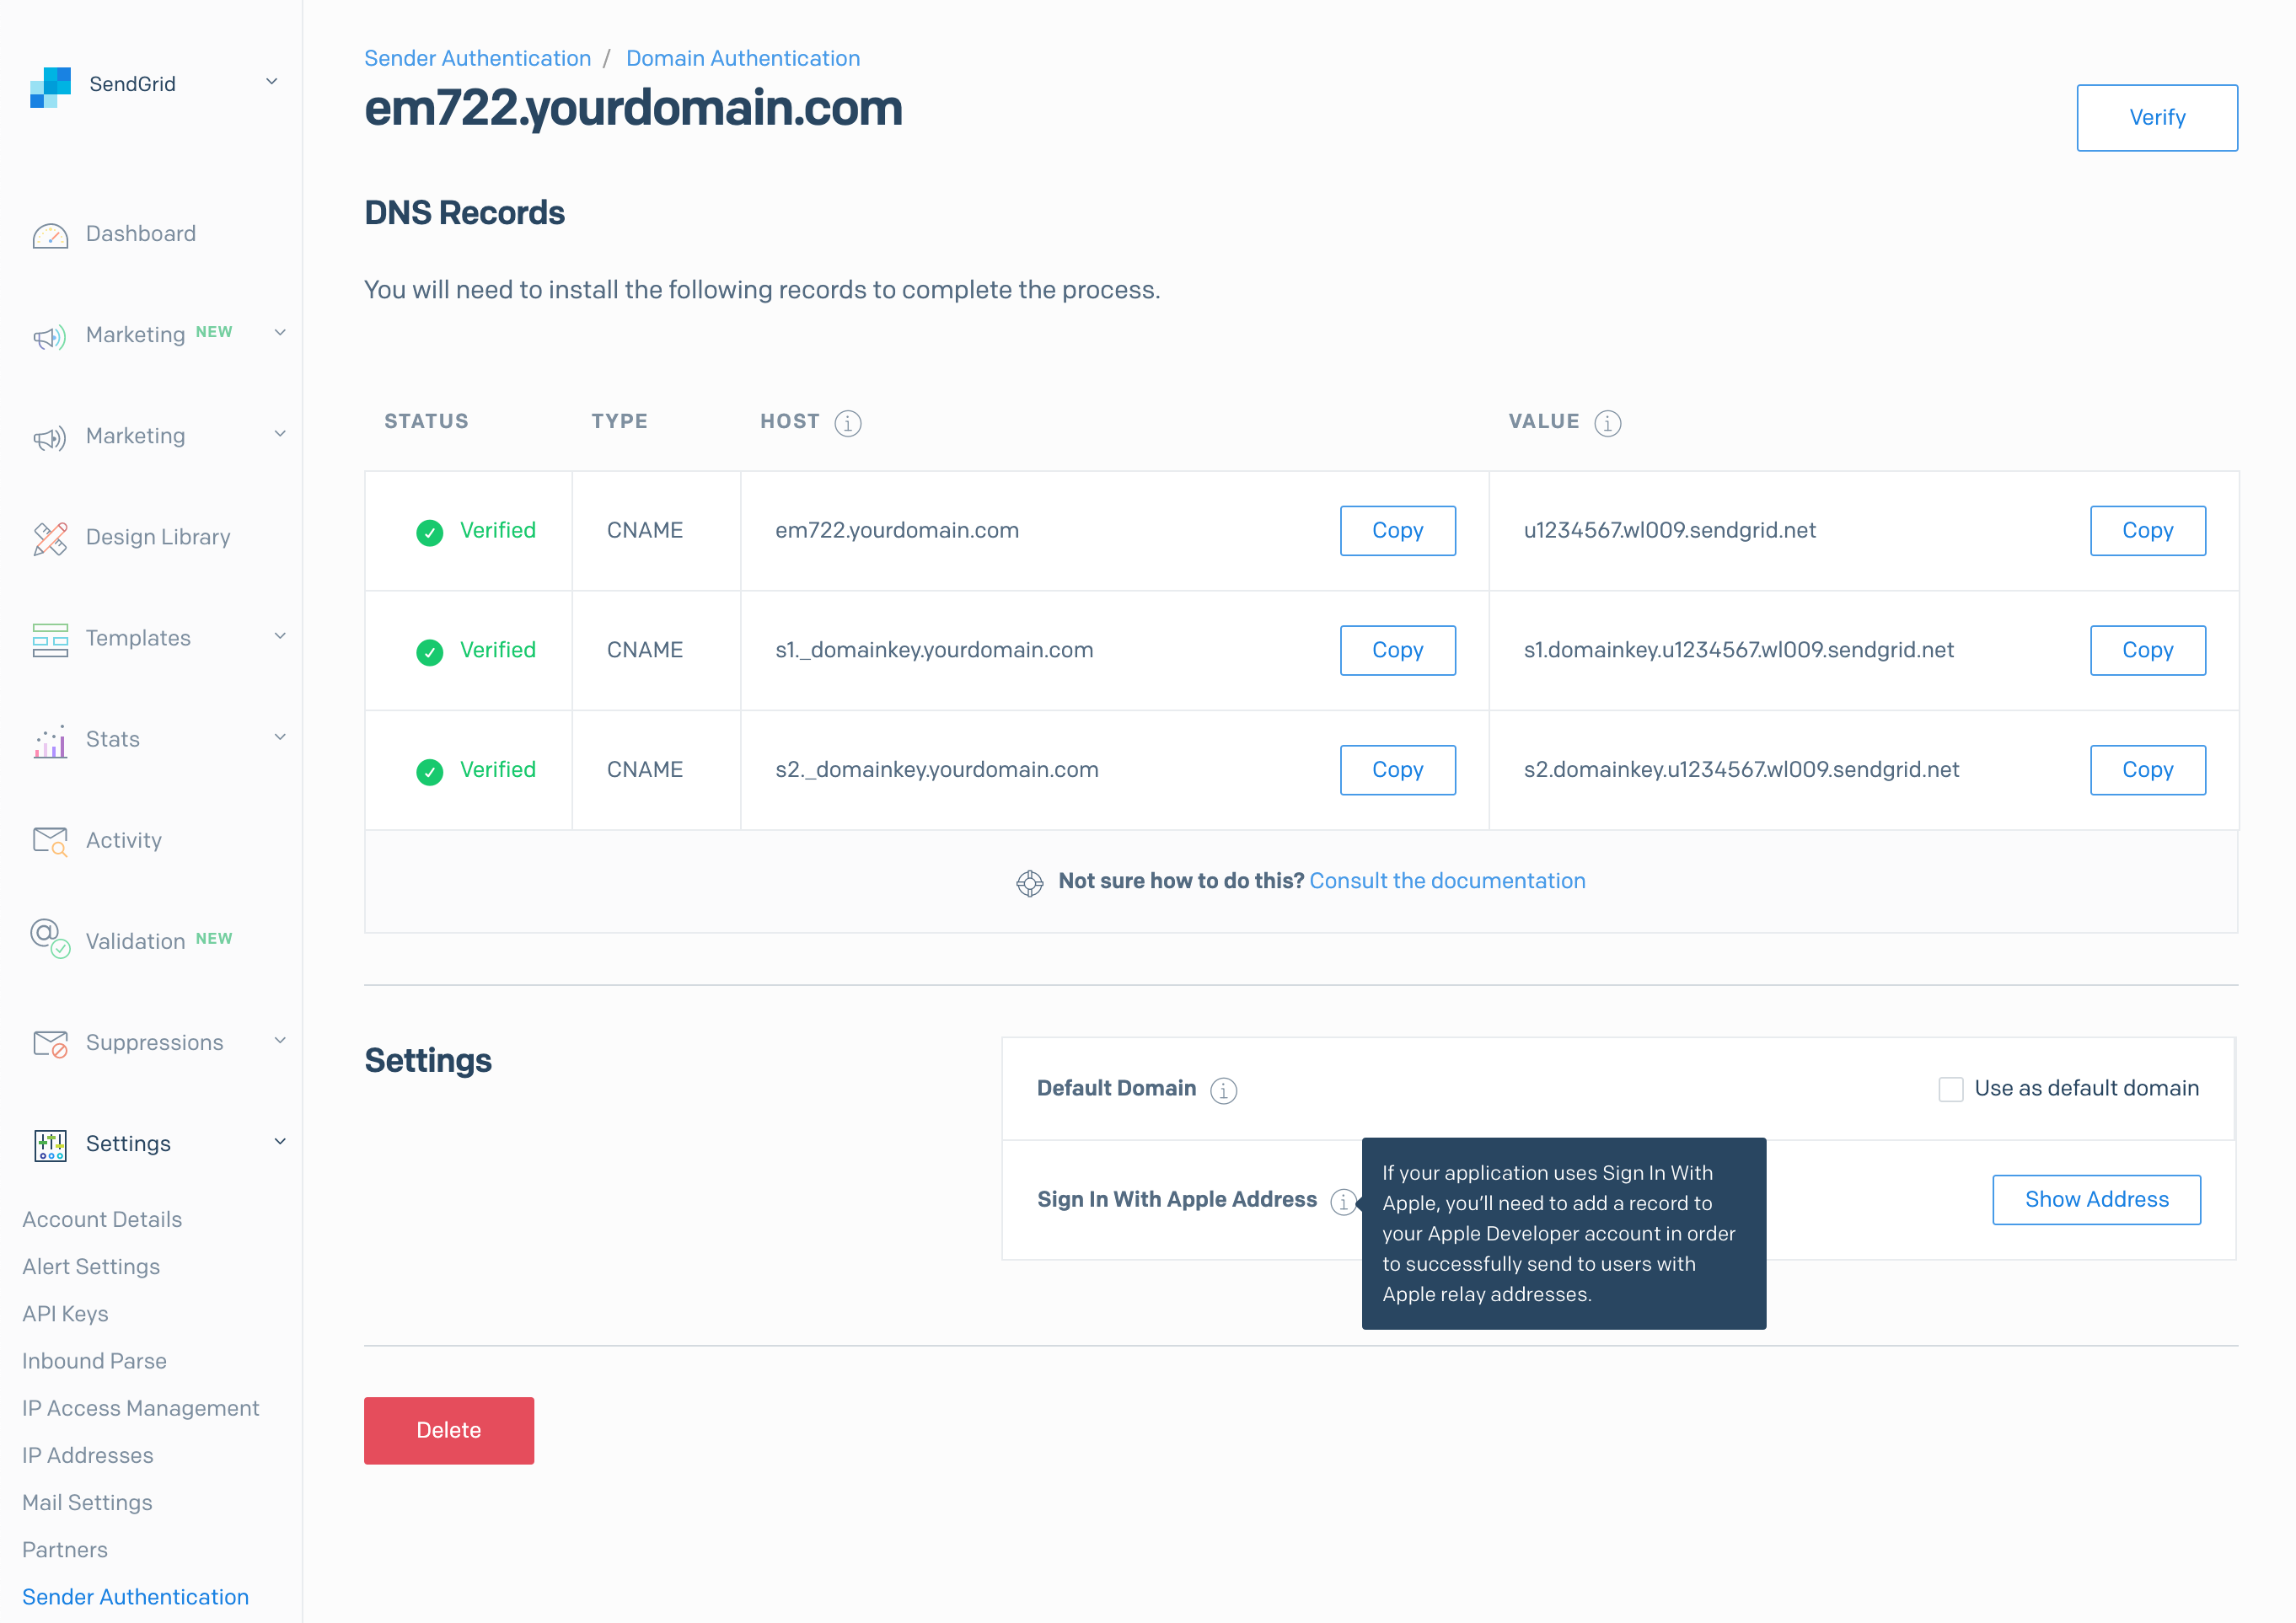 SendGrid
Dashboard
Marketing NEW
Marketing
Design Library
Templates
Stats
Activity
Validation NEW
Suppressions
Settings
Account Details
Alert Settings
API Keys
Inbound Parse
IP Access Management
IP Addresses
Mail Settings
Partners
Sender Authentication
Sender Authentication / Domain Authentication
em722.yourdomain.com
Verify
DNS Records
You will need to install the following records to complete the process.
STATUS TYPE HOST VALUE
Verified CNAME em722.yourdomain.com Copy u1234567.wl009.sendgrid.net Copy
Verified CNAME s1._domainkey.yourdomain.com Copy s1.domainkey.u1234567.wl009.sendgrid.net Copy
Verified CNAME s2._domainkey.yourdomain.com Copy s2.domainkey.u1234567.wl009.sendgrid.net Copy
Not sure how to do this? Consult the documentation
Settings
Default Domain Use as default domain
Sign In With Apple Address Show Address
If your application uses Sign In With
Apple, you'll need to add a record to
your Apple Developer account in order
to successfully send to users with
Apple relay addresses.
Delete